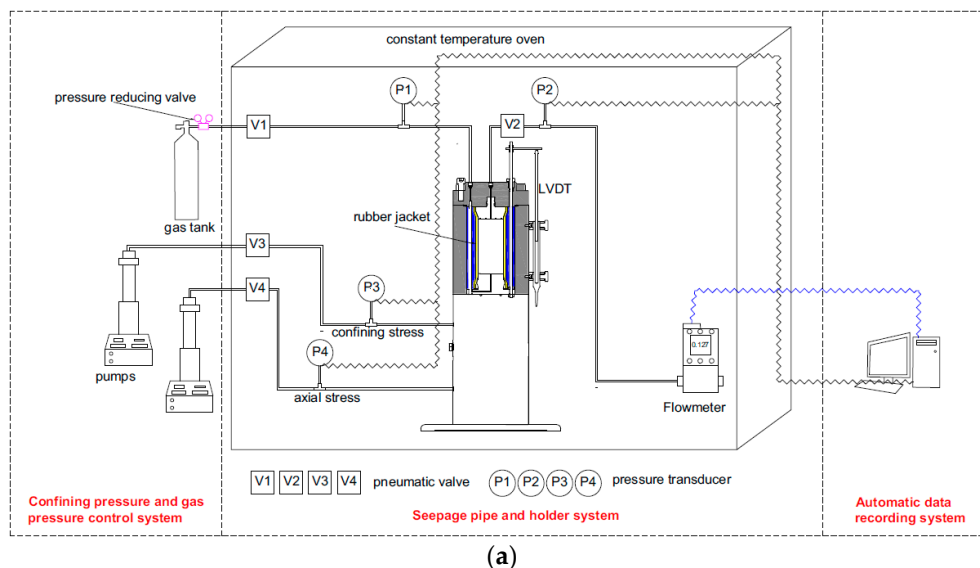 constant temperature oven
P1
P2
pressure reducing valve
V1
V2
LVDT
rubber jacket
gas tank
V3
V4
P3
confining stress
0.127
P4
pumps
axial stress
Flowmeter
V1 V2 V3 V4 pneumatic valve P1 P2 P3 P4 pressure transducer
Confining pressure and gas
pressure control system
Seepage pipe and holder system
Automatic data
recording system
(a)